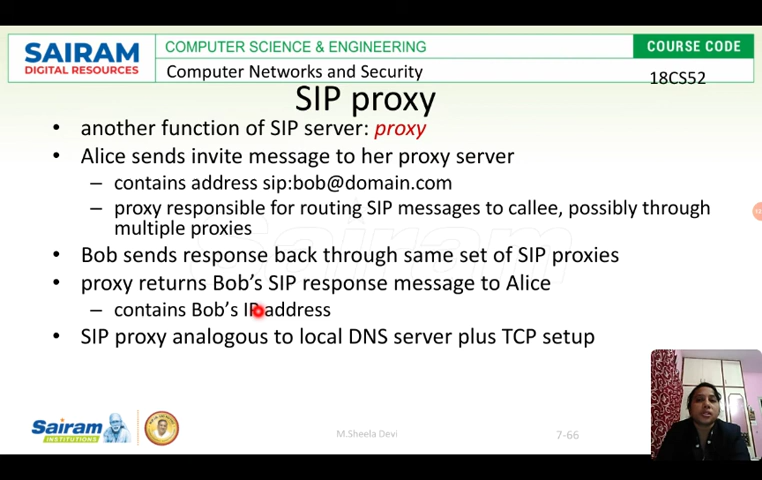 SAIRAM
DIGITAL RESOURCES
COMPUTER SCIENCE & ENGINEERING
COURSE CODE
Computer Networks and Security
18CS52
SIP proxy
• another function of SIP server: proxy
• Alice sends invite message to her proxy server
– contains address sip:bob@domain.com
– proxy responsible for routing SIP messages to callee, possibly through
multiple proxies
• Bob sends response back through same set of SIP proxies
• proxy returns Bob's SIP response message to Alice
– contains Bob's IP address
• SIP proxy analogous to local DNS server plus TCP setup
Sairam
Sairam
INSTITUTIONS
M.Sheela Devi
7-66